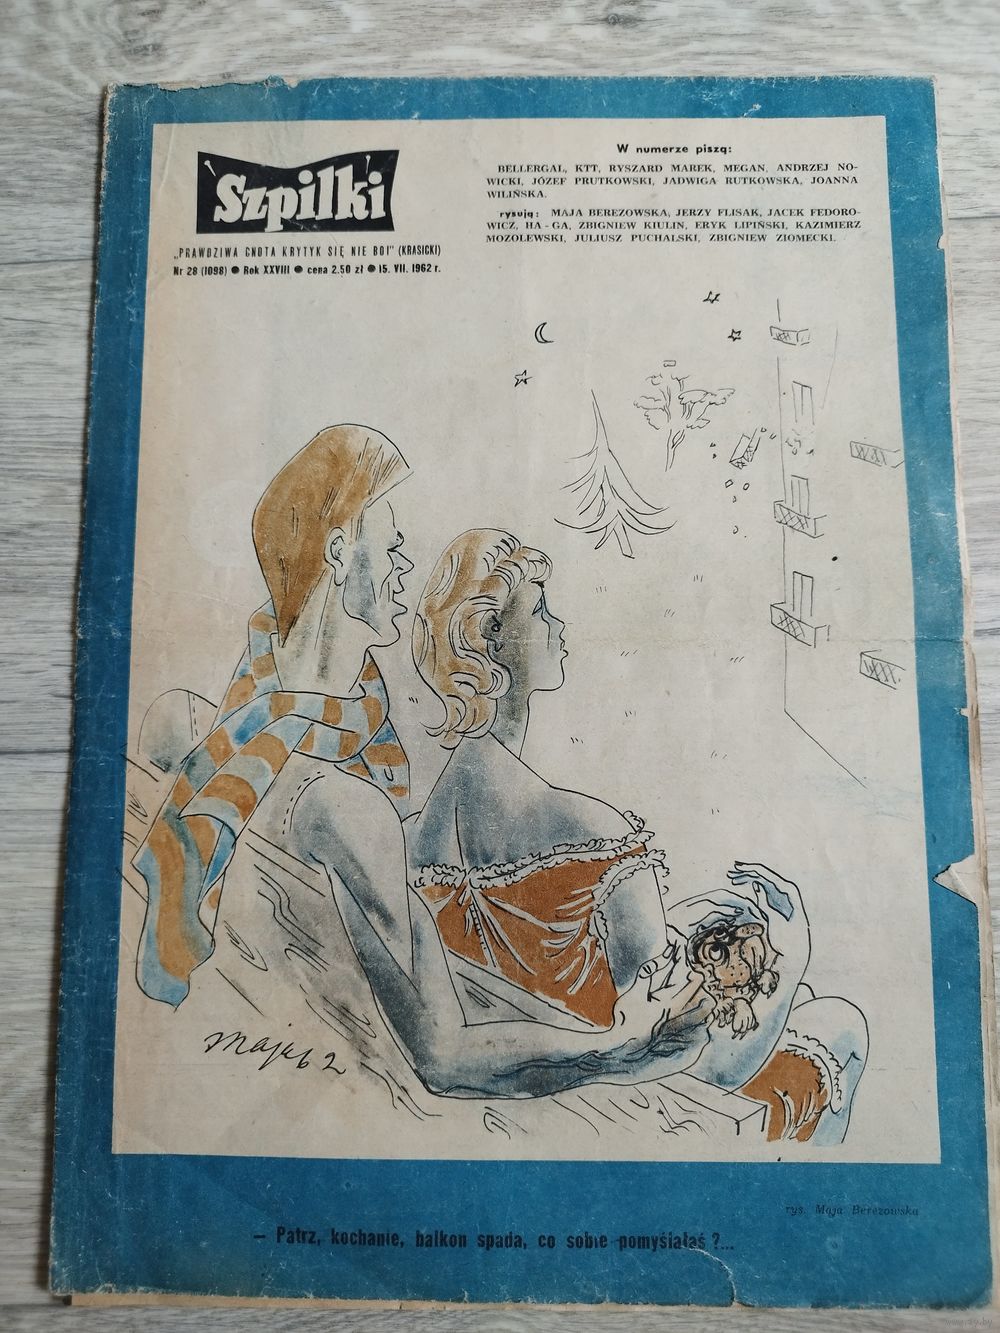 Szpilki
„PRAWDZIWA CNOTA KRYTYK SIĘ NIE BOI" (KRASICKI)
Nr 28 (1098) ● Rok XXVIII ● cena 2.50 zł ● 15. VII. 1962 r.
W numerze piszą:
BELLERGAL, KTT, RYSZARD MAREK, MEGAN, ANDRZEJ NO-
WICKI, JÓZEF PRUTKOWSKI, JADWIGA RUTKOWSKA, JOANNA
WILIŃSKA.
rysują: MAJA BEREZOWSKA, JERZY FLISAK, JACEK FEDORO-
WICZ, HA-GA, ZBIGNIEW KIULIN, ERYK LIPIŃSKI, KAZIMIERZ
MOZOLEWSKI, JULIUSZ PUCHALSKI, ZBIGNIEW ZIOMECKI.
Maja 62
rys. Maja Berezowska
— Patrz, kochanie, balkon spada, co sobie pomyślałaś?...